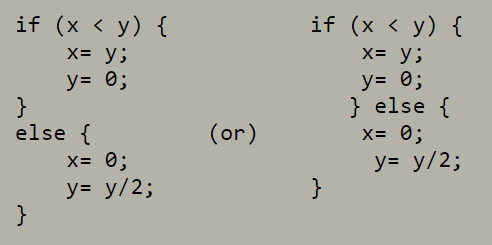 if (x < y) {
    x= y;
    y= 0;
}
else {
    x= 0;
    y= y/2;
}
(or)
if (x < y) {
    x= y;
    y= 0;
   } else {
    x= 0;
     y= y/2;
}